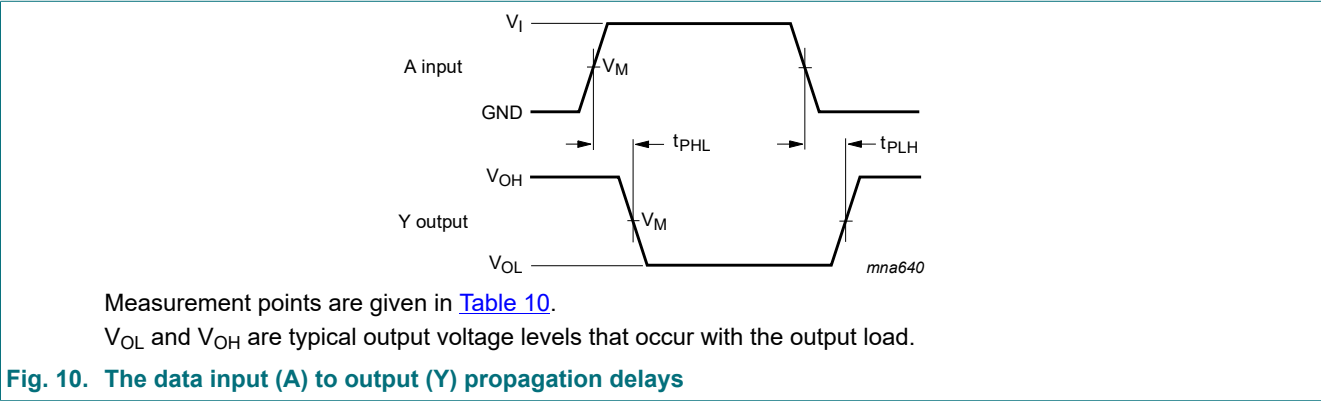 V_I
A input
V_M
GND
t_PHL
t_PLH
V_OH
Y output
V_M
V_OL
mna640
Measurement points are given in Table 10.
V_OL and V_OH are typical output voltage levels that occur with the output load.
Fig. 10. The data input (A) to output (Y) propagation delays